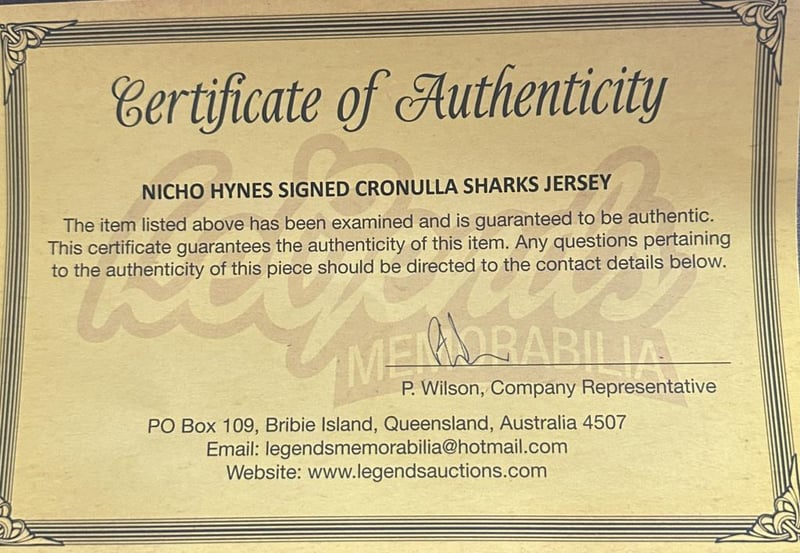 Certificate of Authenticity
NICHO HYNES SIGNED CRONULLA SHARKS JERSEY
The item listed above has been examined and is guaranteed to be authentic.
This certificate guarantees the authenticity of this item. Any questions pertaining
to the authenticity of this piece should be directed to the contact details below.
Legends
MEMORABILIA
P. Wilson, Company Representative
PO Box 109, Bribie Island, Queensland, Australia 4507
Email: legendsmemorabilia@hotmail.com
Website: www.legendsauctions.com